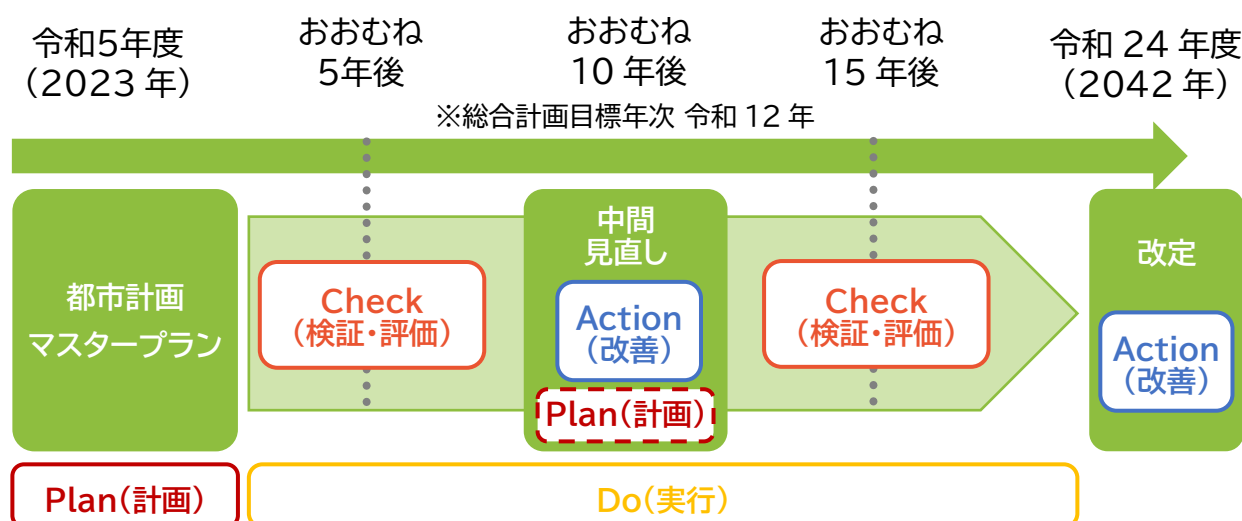 令和5年度
（2023 年）
おおむね
5年後
おおむね
10 年後
おおむね
15 年後
令和 24 年度
（2042 年）
※総合計画目標年次 令和 12 年
都市計画
マスタープラン
Check
（検証・評価）
中間
見直し
Action
（改善）
Plan（計画）
Check
（検証・評価）
改定
Action
（改善）
Plan（計画）
Do（実行）